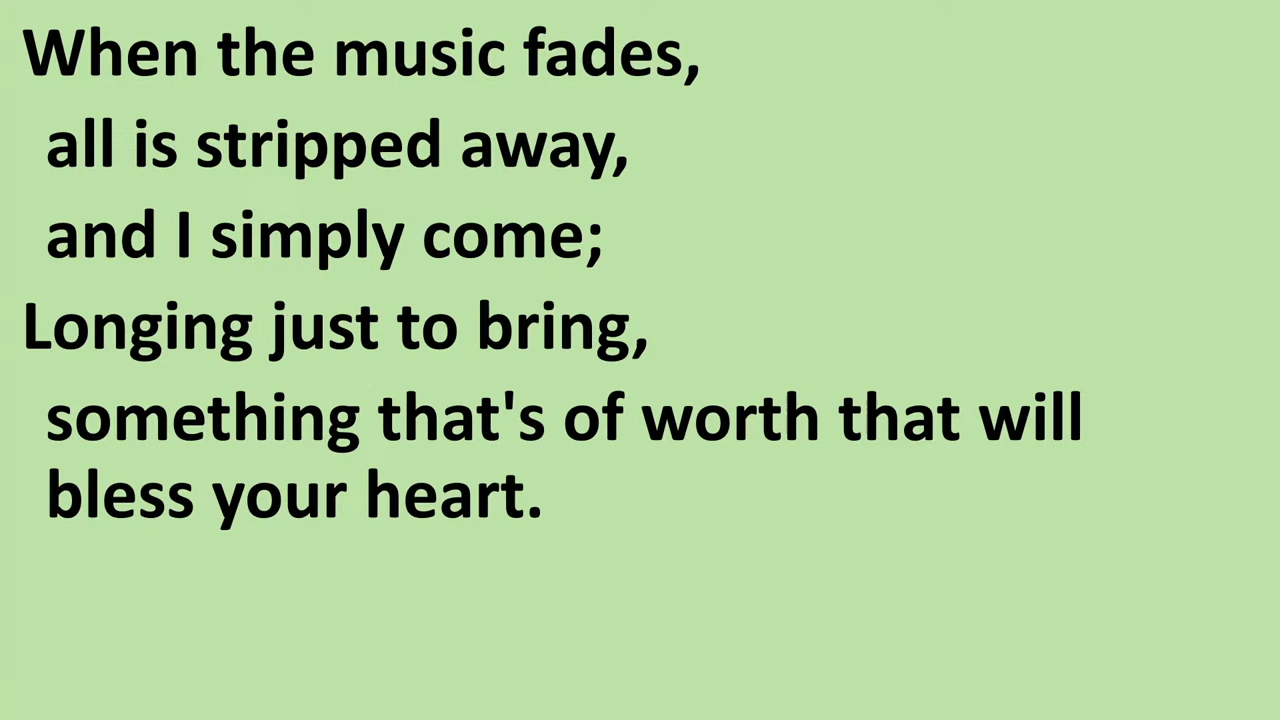 When the music fades,
all is stripped away,
and I simply come;
Longing just to bring,
something that's of worth that will
bless your heart.